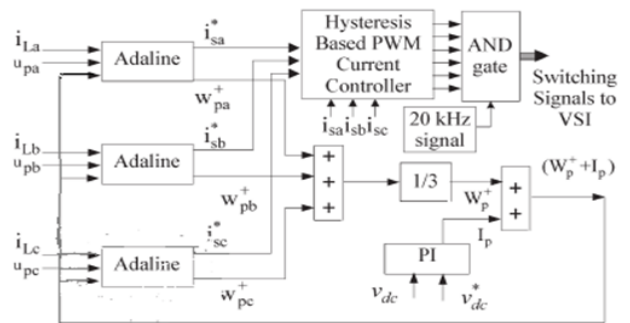 i_La
u_pa
Adaline
i*_sa
w+_pa
Hysteresis
Based PWM
Current
Controller
i_sa i_sb i_sc
AND
gate
20 kHz
signal
Switching
Signals to
VSI
i_Lb
u_pb
Adaline
i*_sb
w+_pb
+
+
+
1/3
W+_p
+
+
(W+_p+I_p)
I_p
PI
v_dc
v*_dc
i_Lc
u_pc
Adaline
i*_sc
w+_pc